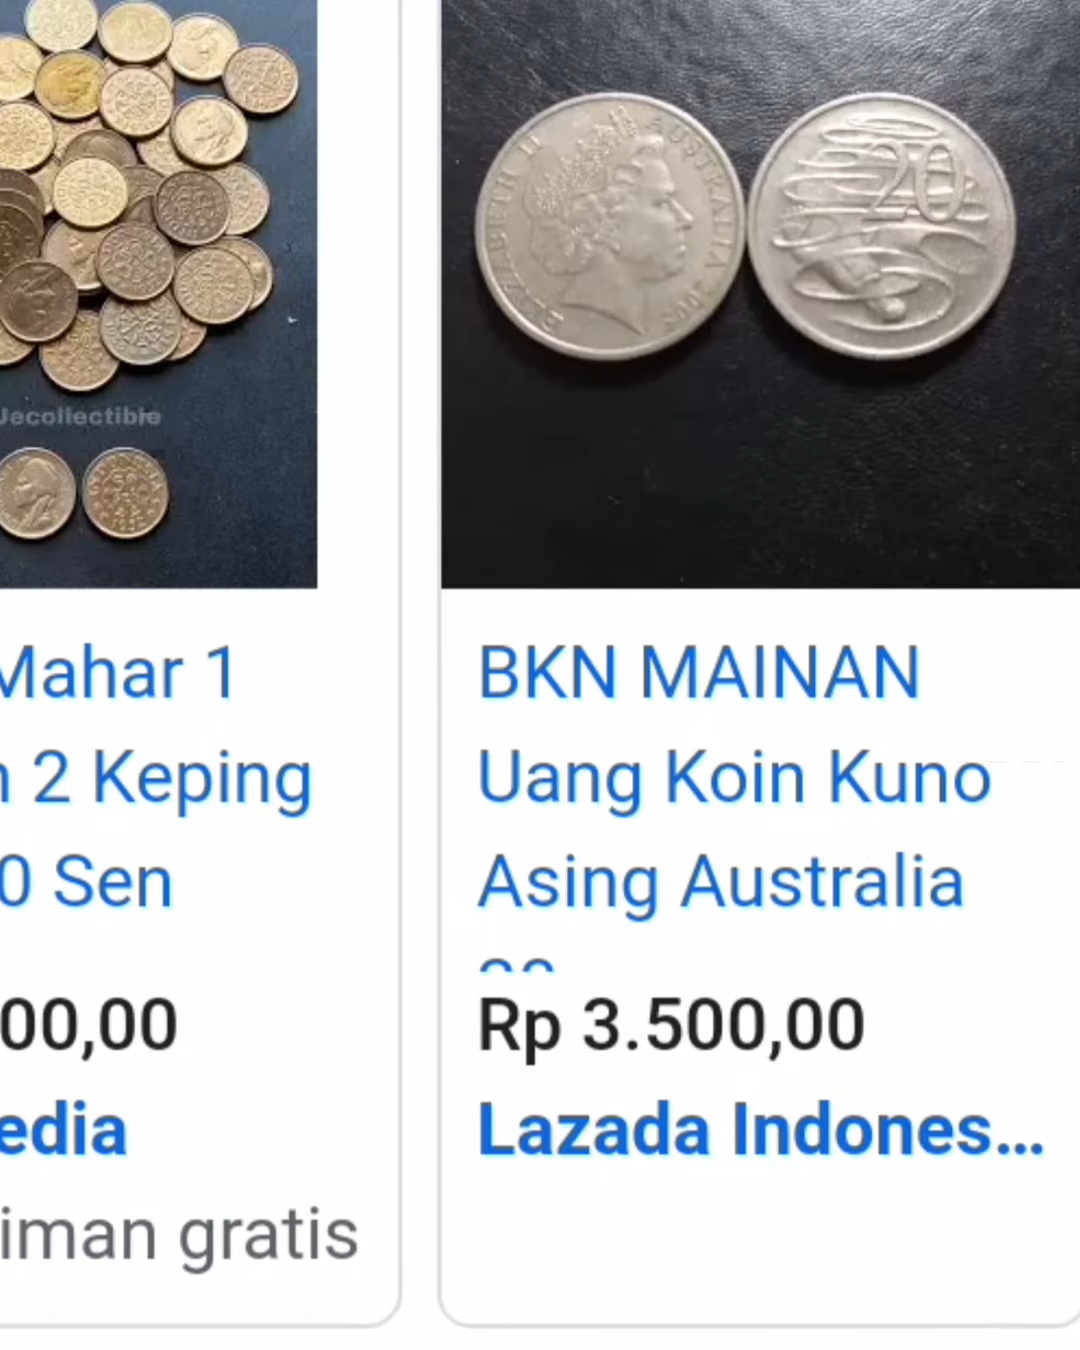 ELIZABETH II AUSTRALIA
20
Jecollectible
50
Mahar 1
2 Keping
0 Sen
00,00
edia
iman gratis
BKN MAINAN
Uang Koin Kuno
Asing Australia
Rp 3.500,00
Lazada Indones...